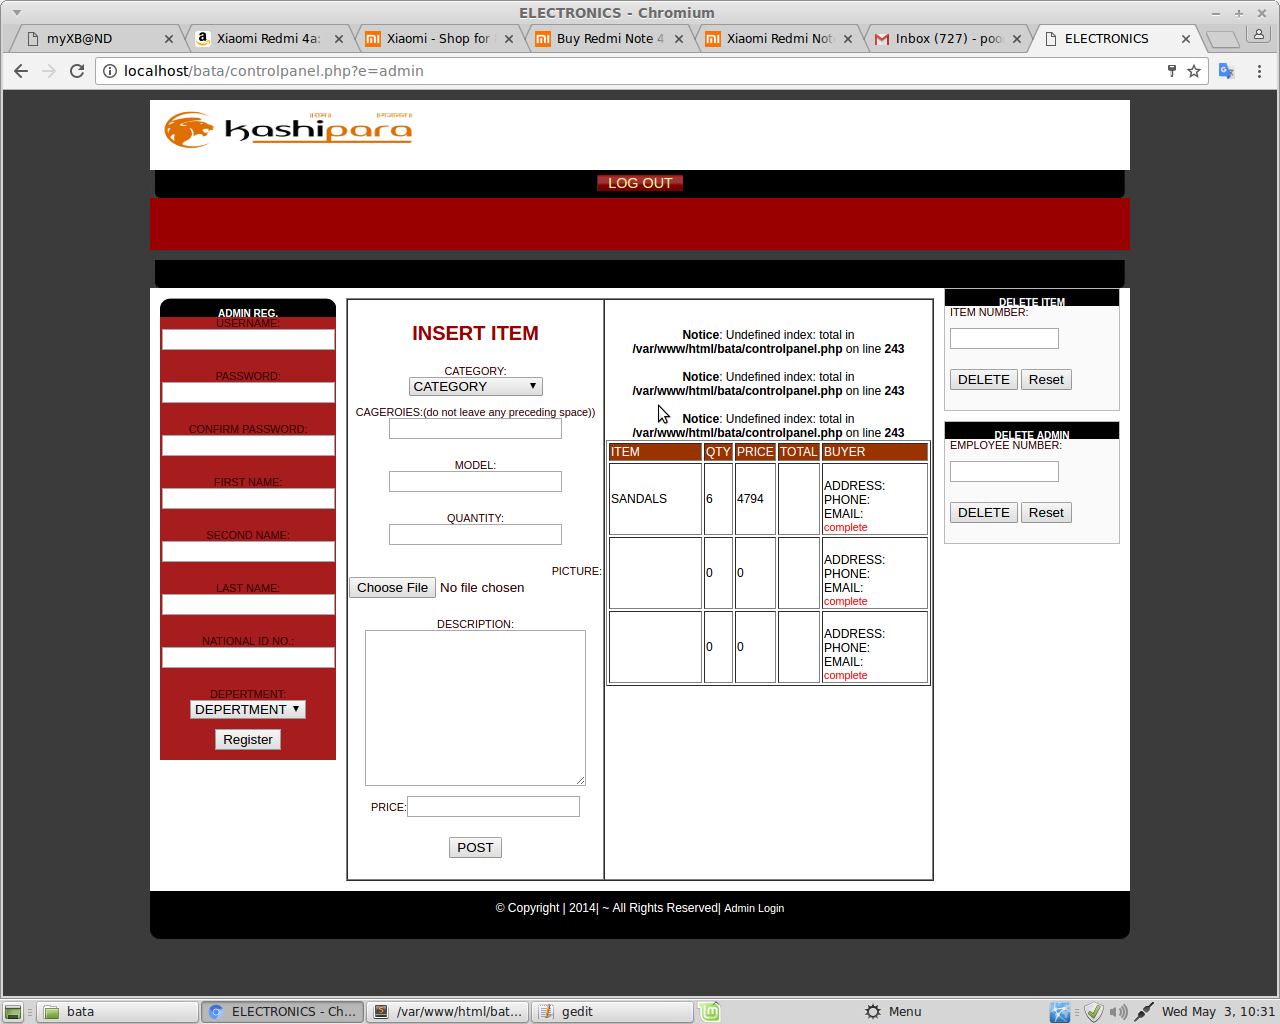 ELECTRONICS - Chromium
myXB@ND
Xiaomi Redmi 4a:
Xiaomi - Shop for
Buy Redmi Note 4
Xiaomi Redmi Not
Inbox (727) - poo
ELECTRONICS
localhost/bata/controlpanel.php?e=admin
kashipara
LOG OUT
ADMIN REG.
USERNAME:
PASSWORD:
CONFIRM PASSWORD:
FIRST NAME:
SECOND NAME:
LAST NAME:
NATIONAL ID NO.:
DEPERTMENT:
DEPERTMENT
Register
INSERT ITEM
CATEGORY:
CATEGORY
CAGEROIES:(do not leave any preceding space))
MODEL:
QUANTITY:
PICTURE:
Choose File No file chosen
DESCRIPTION:
PRICE:
POST
Notice: Undefined index: total in
/var/www/html/bata/controlpanel.php on line 243
Notice: Undefined index: total in
/var/www/html/bata/controlpanel.php on line 243
Notice: Undefined index: total in
/var/www/html/bata/controlpanel.php on line 243
ITEM QTY PRICE TOTAL BUYER
SANDALS 6 4794
ADDRESS:
PHONE:
EMAIL:
complete
0 0
ADDRESS:
PHONE:
EMAIL:
complete
0 0
ADDRESS:
PHONE:
EMAIL:
complete
DELETE ITEM
ITEM NUMBER:
DELETE Reset
DELETE ADMIN
EMPLOYEE NUMBER:
DELETE Reset
© Copyright | 2014| ~ All Rights Reserved| Admin Login
bata
ELECTRONICS - Ch...
/var/www/html/bat...
gedit
Menu
Wed May 3, 10:31